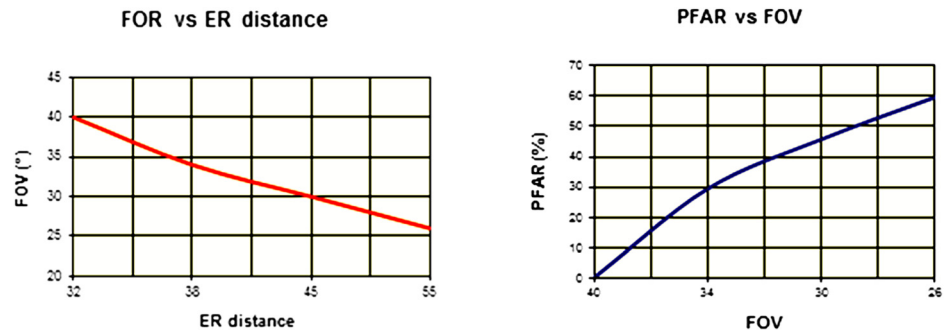 FOR vs ER distance
45
40
35
30
25
20
FOV (°)
32 38 45 55
ER distance
PFAR vs FOV
70
60
50
40
30
20
10
0
PFAR (%)
40 34 30 26
FOV